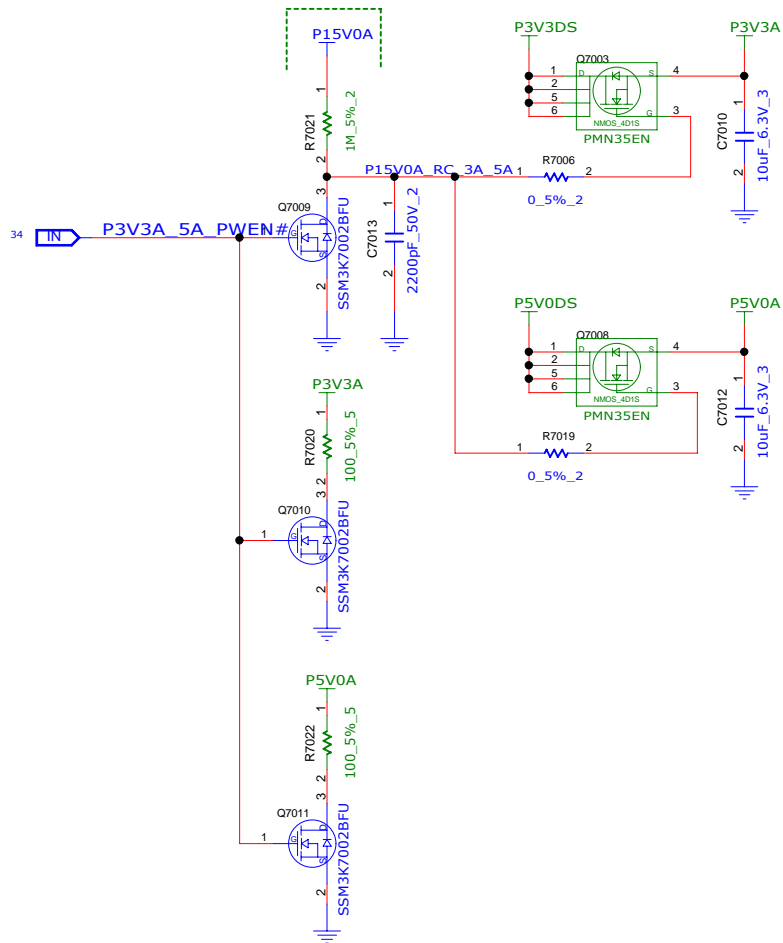 P15V0A
1
R7021
1M_5%_2
2
P15V0A_RC_3A_5A
3
Q7009
D
G
S
SSM3K7002BFU
2
1
C7013
2200pF_50V_2
2
34
IN
P3V3A_5A_PWEN#
P3V3DS
P3V3A
Q7003
1
2
5
6
D
S
G
4
3
NMOS_4D1S
PMN35EN
1
C7010
10uF_6.3V_3
2
1
R7006
2
0_5%_2
P5V0DS
P5V0A
Q7008
1
2
5
6
D
S
G
4
3
NMOS_4D1S
PMN35EN
1
C7012
10uF_6.3V_3
2
1
R7019
2
0_5%_2
P3V3A
1
R7020
100_5%_5
2
3
Q7010
1
D
G
S
SSM3K7002BFU
2
P5V0A
1
R7022
100_5%_5
2
3
Q7011
1
D
G
S
SSM3K7002BFU
2